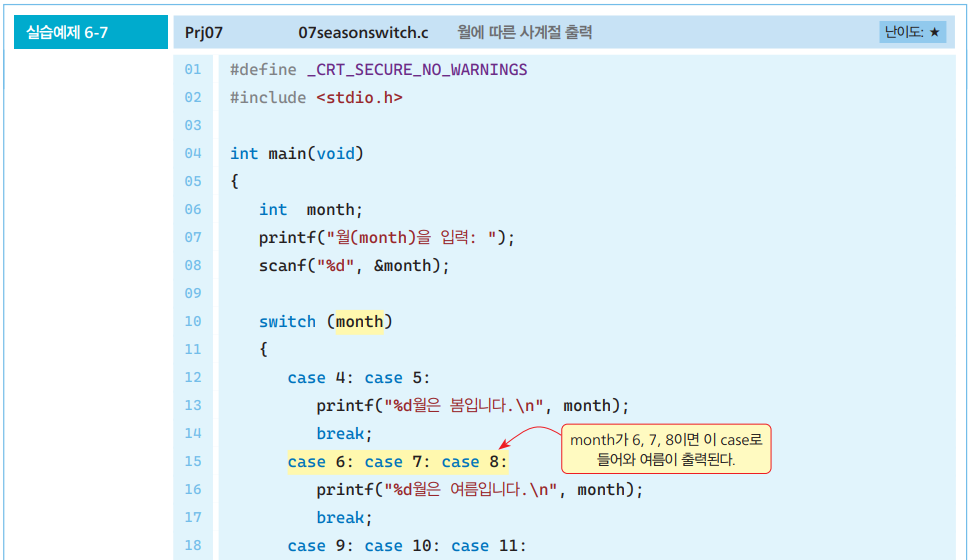 실습예제 6-7 Prj07 07seasonswitch.c 월에 따른 사계절 출력 난이도: ★
01 #define _CRT_SECURE_NO_WARNINGS
02 #include <stdio.h>
03
04 int main(void)
05 {
06 int month;
07 printf("월(month)을 입력: ");
08 scanf("%d", &month);
09
10 switch (month)
11 {
12 case 4: case 5:
13 printf("%d월은 봄입니다.\n", month);
14 break;
month가 6, 7, 8이면 이 case로
들어와 여름이 출력된다.
15 case 6: case 7: case 8:
16 printf("%d월은 여름입니다.\n", month);
17 break;
18 case 9: case 10: case 11: